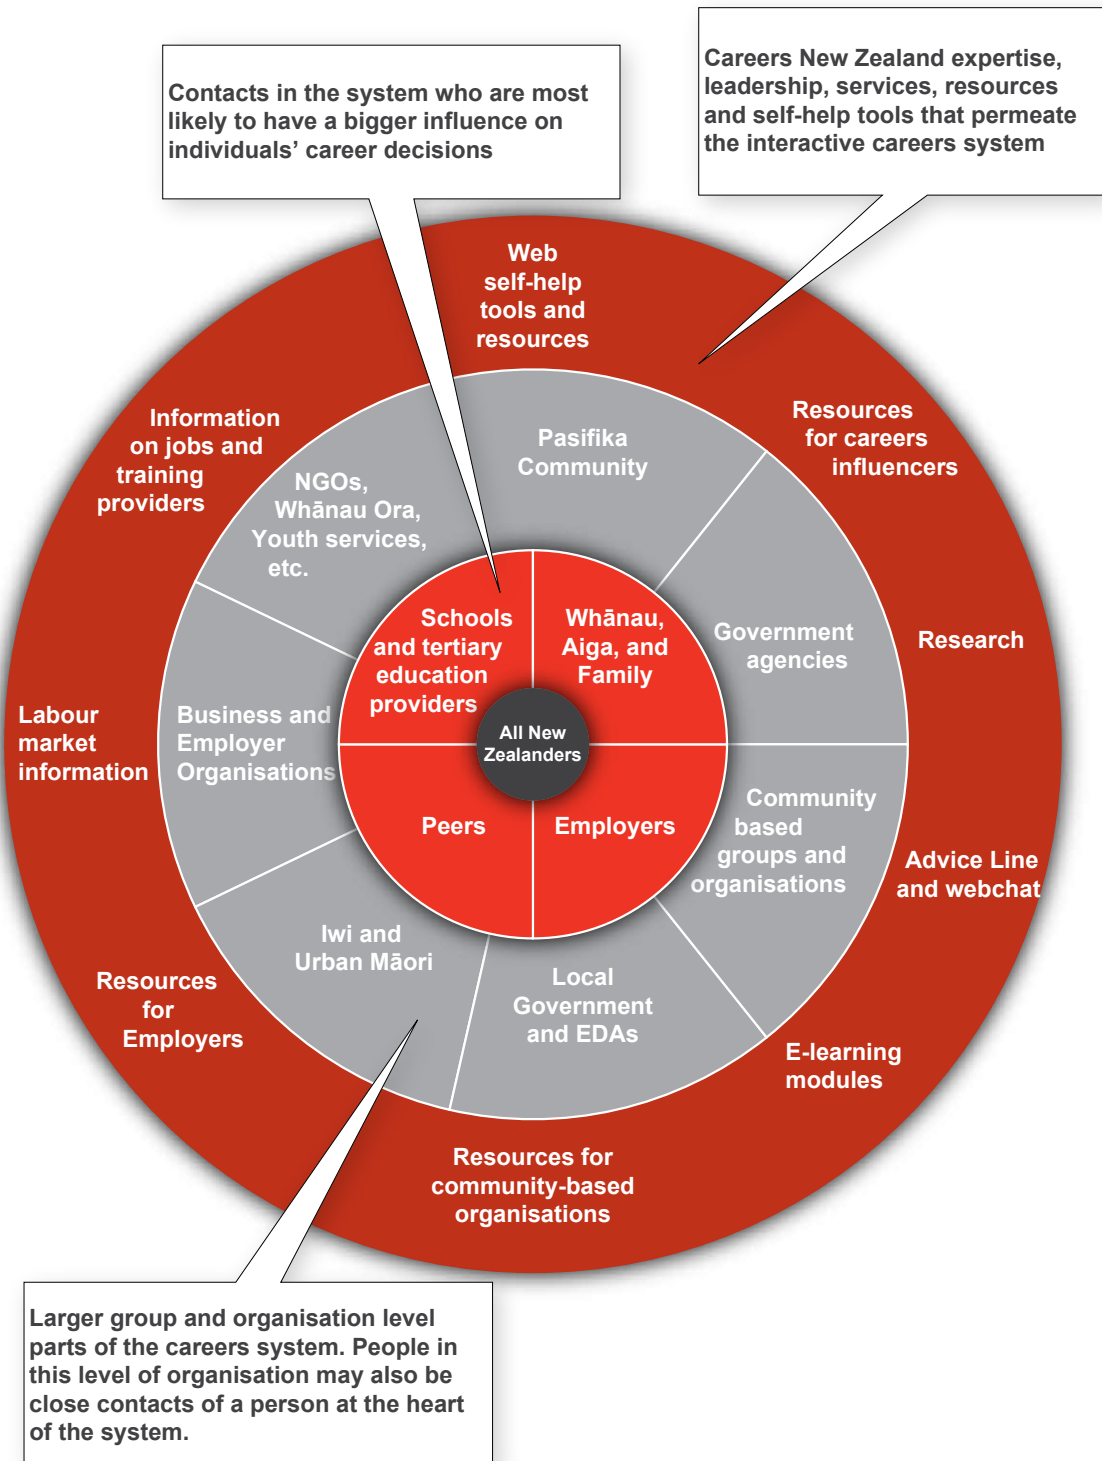 Contacts in the system who are most
likely to have a bigger influence on
individuals’ career decisions
Careers New Zealand expertise,
leadership, services, resources
and self-help tools that permeate
the interactive careers system
Web
self-help
tools and
resources
Information
on jobs and
training
providers
Resources
for careers
influencers
Pasifika
Community
NGOs,
Whānau Ora,
Youth services,
etc.
Schools
and tertiary
education
providers
Whānau,
Aiga, and
Family
Government
agencies
Research
Labour
market
information
Business and
Employer
Organisations
All New
Zealanders
Peers
Employers
Community
based
groups and
organisations
Advice Line
and webchat
Iwi and
Urban Māori
Local
Government
and EDAs
Resources
for
Employers
E-learning
modules
Resources for
community-based
organisations
Larger group and organisation level
parts of the careers system. People in
this level of organisation may also be
close contacts of a person at the heart
of the system.